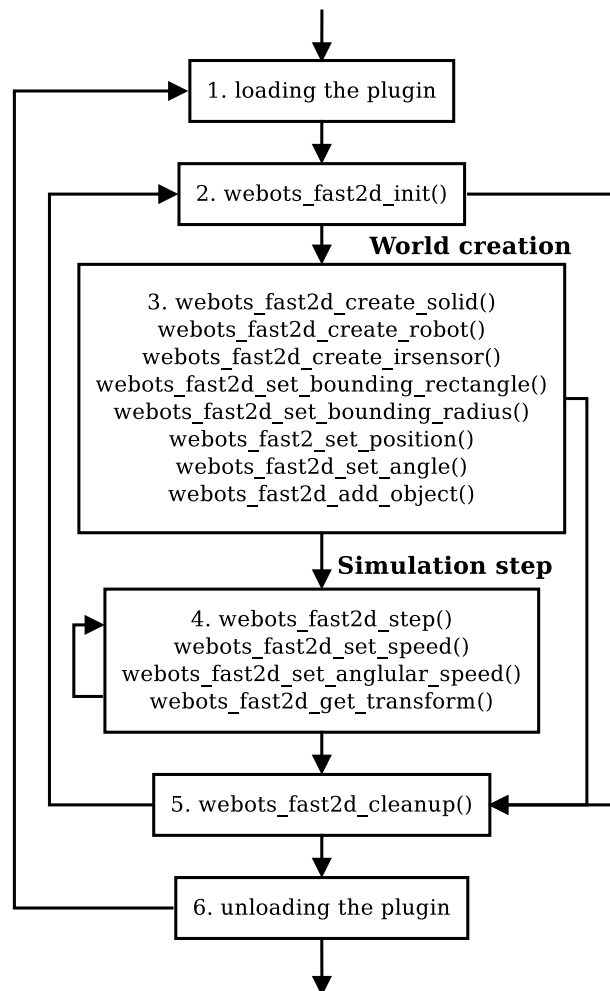 1. loading the plugin
2. webots_fast2d_init()
World creation
3. webots_fast2d_create_solid()
webots_fast2d_create_robot()
webots_fast2d_create_irsensor()
webots_fast2d_set_bounding_rectangle()
webots_fast2d_set_bounding_radius()
webots_fast2_set_position()
webots_fast2d_set_angle()
webots_fast2d_add_object()
Simulation step
4. webots_fast2d_step()
webots_fast2d_set_speed()
webots_fast2d_set_anglular_speed()
webots_fast2d_get_transform()
5. webots_fast2d_cleanup()
6. unloading the plugin